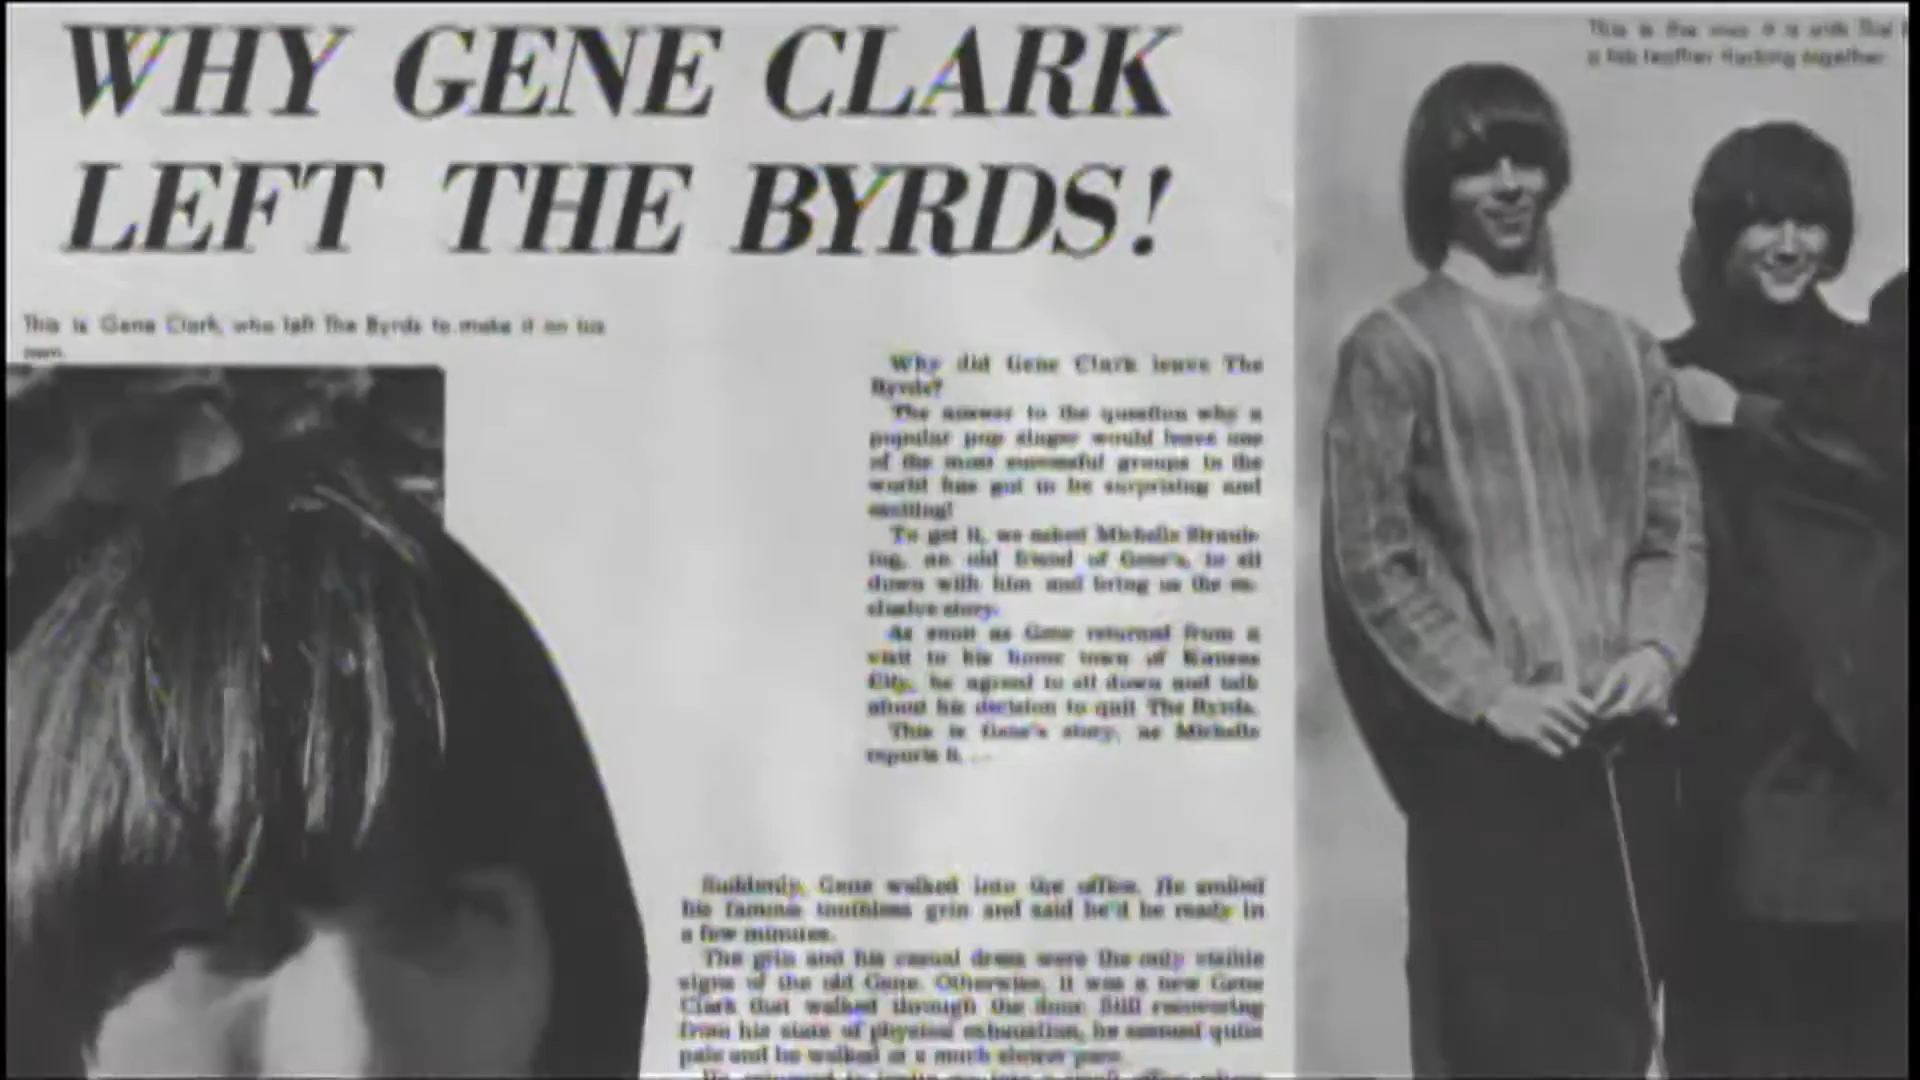 WHY GENE CLARK
LEFT THE BYRDS!
This is Gene Clark, who left The Byrds to make it on his
own.
Why did Gene Clark leave The
Byrds?
The answer to the question why a
popular pop singer would leave one
of the most successful groups in the
world has got to be surprising and
exciting!
To get it, we asked Michelle Straub-
ing, an old friend of Gene's, to sit
down with him and bring us the ex-
clusive story.
As soon as Gene returned from a
visit to his home town of Kansas
City, he agreed to sit down and talk
about his decision to quit The Byrds.
This is Gene's story, as Michelle
reports it. . . .
Suddenly, Gene walked into the office. He smiled
his famous toothless grin and said he'd be ready in
a few minutes.
The grin and his casual dress were the only visible
signs of the old Gene. Otherwise, it was a new Gene
Clark that walked through the door. Still recovering
from his state of physical exhaustion, he seemed quite
pale and he walked at a much slower pace.
This is the way it is with
together.